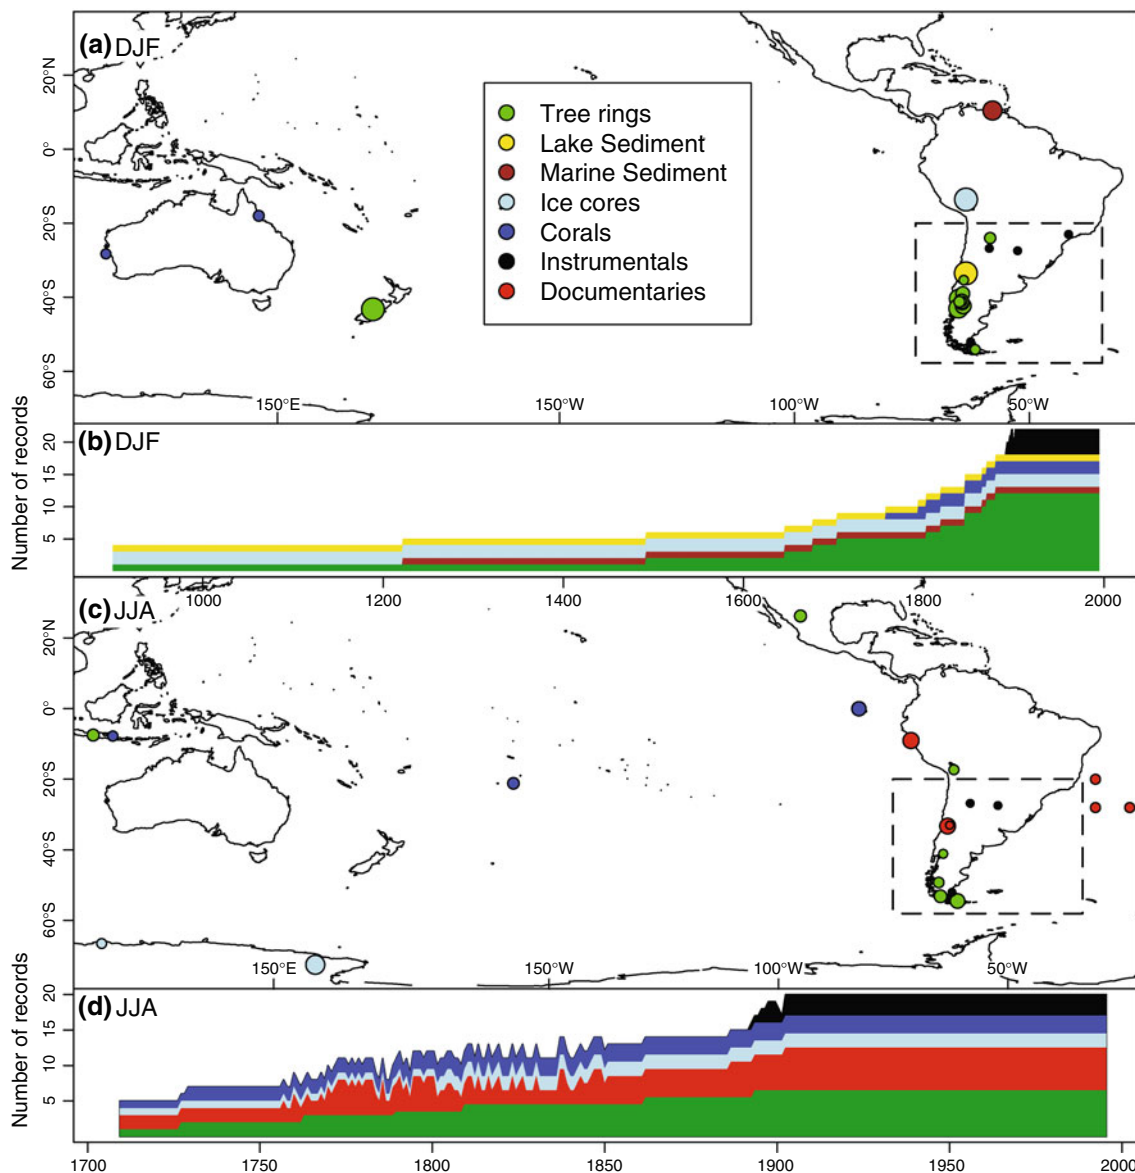 (a) DJF
20°N
0°
20°S
40°S
60°S
Tree rings
Lake Sediment
Marine Sediment
Ice cores
Corals
Instrumentals
Documentaries
150°E
150°W
100°W
50°W
(b) DJF
Number of records
20
15
10
5
1000
1200
1400
1600
1800
2000
(c) JJA
20°N
0°
20°S
40°S
60°S
150°E
150°W
100°W
50°W
(d) JJA
Number of records
20
15
10
5
1700
1750
1800
1850
1900
1950
2000